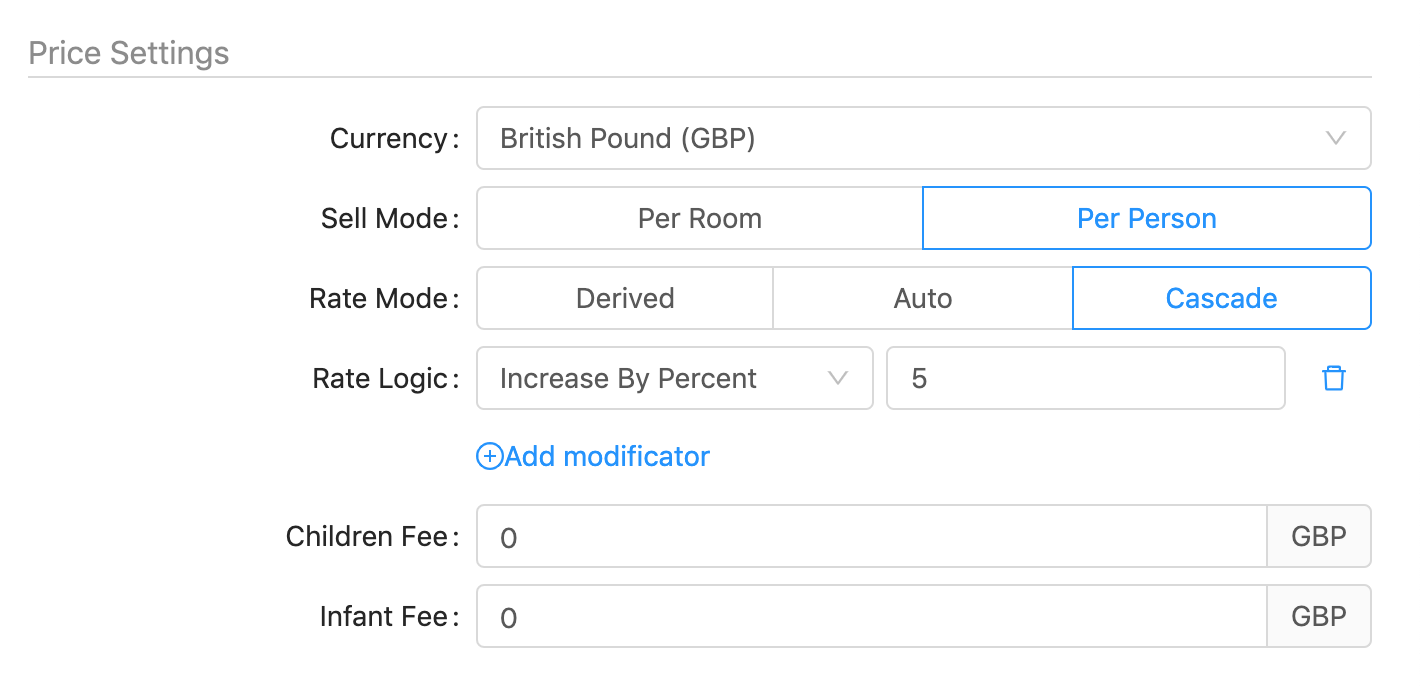 Price Settings
Currency: British Pound (GBP)
Sell Mode: Per Room Per Person
Rate Mode: Derived Auto Cascade
Rate Logic: Increase By Percent 5
Add modificator
Children Fee: 0 GBP
Infant Fee: 0 GBP